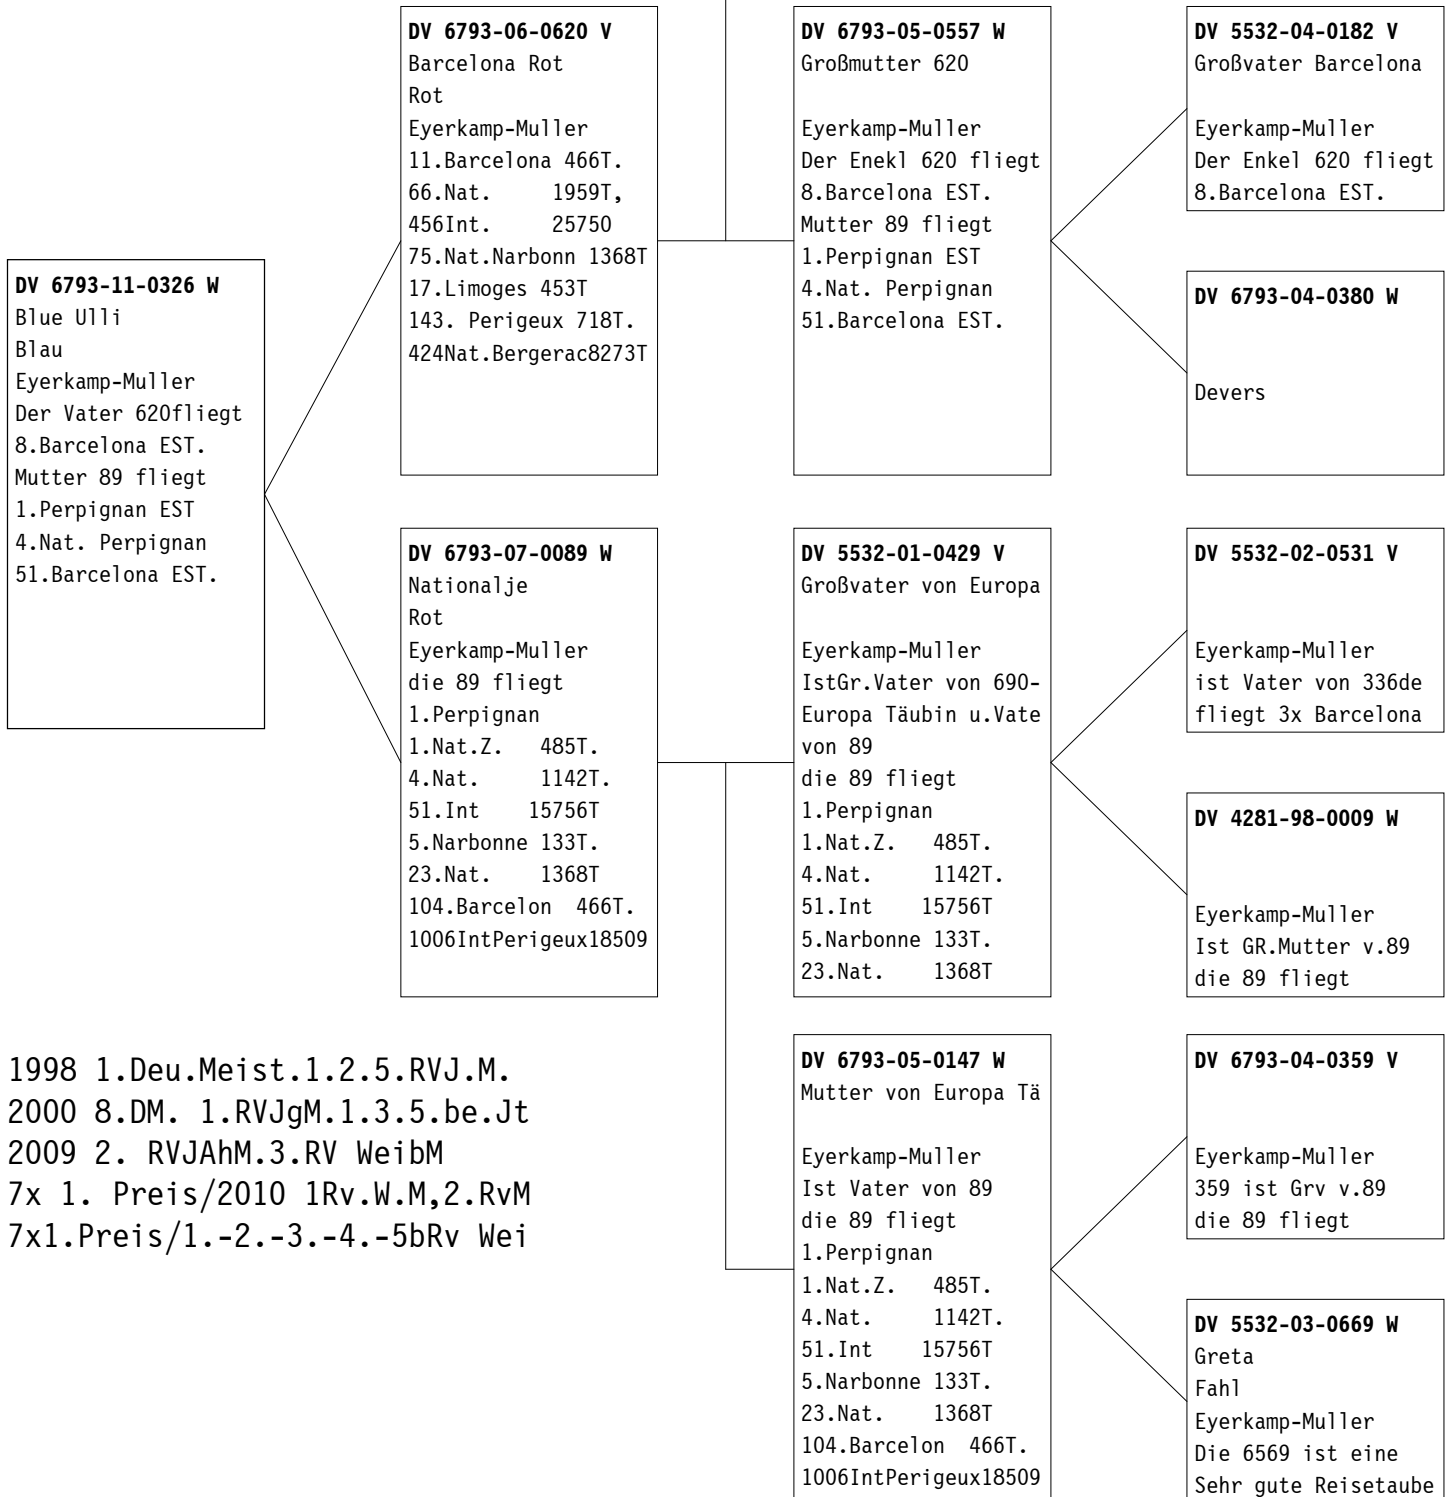 DV 6793-11-0326 W
Blue Ulli
Blau
Eyerkamp-Muller
Der Vater 620fliegt
8.Barcelona EST.
Mutter 89 fliegt
1.Perpignan EST
4.Nat. Perpignan
51.Barcelona EST.
DV 6793-06-0620 V
Barcelona Rot
Rot
Eyerkamp-Muller
11.Barcelona 466T.
66.Nat. 1959T,
456Int. 25750
75.Nat.Narbonn 1368T
17.Limoges 453T
143. Perigeux 718T.
424Nat.Bergerac8273T
DV 6793-07-0089 W
Nationalje
Rot
Eyerkamp-Muller
die 89 fliegt
1.Perpignan
1.Nat.Z. 485T.
4.Nat. 1142T.
51.Int 15756T
5.Narbonne 133T.
23.Nat. 1368T
104.Barcelon 466T.
1006IntPerigeux18509
DV 6793-05-0557 W
Großmutter 620
Eyerkamp-Muller
Der Enekl 620 fliegt
8.Barcelona EST.
Mutter 89 fliegt
1.Perpignan EST
4.Nat. Perpignan
51.Barcelona EST.
DV 5532-01-0429 V
Großvater von Europa
Eyerkamp-Muller
IstGr.Vater von 690-
Europa Täubin u.Vate
von 89
die 89 fliegt
1.Perpignan
1.Nat.Z. 485T.
4.Nat. 1142T.
51.Int 15756T
5.Narbonne 133T.
23.Nat. 1368T
DV 6793-05-0147 W
Mutter von Europa Tä
Eyerkamp-Muller
Ist Vater von 89
die 89 fliegt
1.Perpignan
1.Nat.Z. 485T.
4.Nat. 1142T.
51.Int 15756T
5.Narbonne 133T.
23.Nat. 1368T
104.Barcelon 466T.
1006IntPerigeux18509
DV 5532-04-0182 V
Großvater Barcelona
Eyerkamp-Muller
Der Enkel 620 fliegt
8.Barcelona EST.
DV 6793-04-0380 W
Devers
DV 5532-02-0531 V
Eyerkamp-Muller
ist Vater von 336de
fliegt 3x Barcelona
DV 4281-98-0009 W
Eyerkamp-Muller
Ist GR.Mutter v.89
die 89 fliegt
DV 6793-04-0359 V
Eyerkamp-Muller
359 ist Grv v.89
die 89 fliegt
DV 5532-03-0669 W
Greta
Fahl
Eyerkamp-Muller
Die 6569 ist eine
Sehr gute Reisetaube
1998 1.Deu.Meist.1.2.5.RVJ.M.
2000 8.DM. 1.RVJgM.1.3.5.be.Jt
2009 2. RVJAhM.3.RV WeibM
7x 1. Preis/2010 1Rv.W.M,2.RvM
7x1.Preis/1.-2.-3.-4.-5bRv Wei